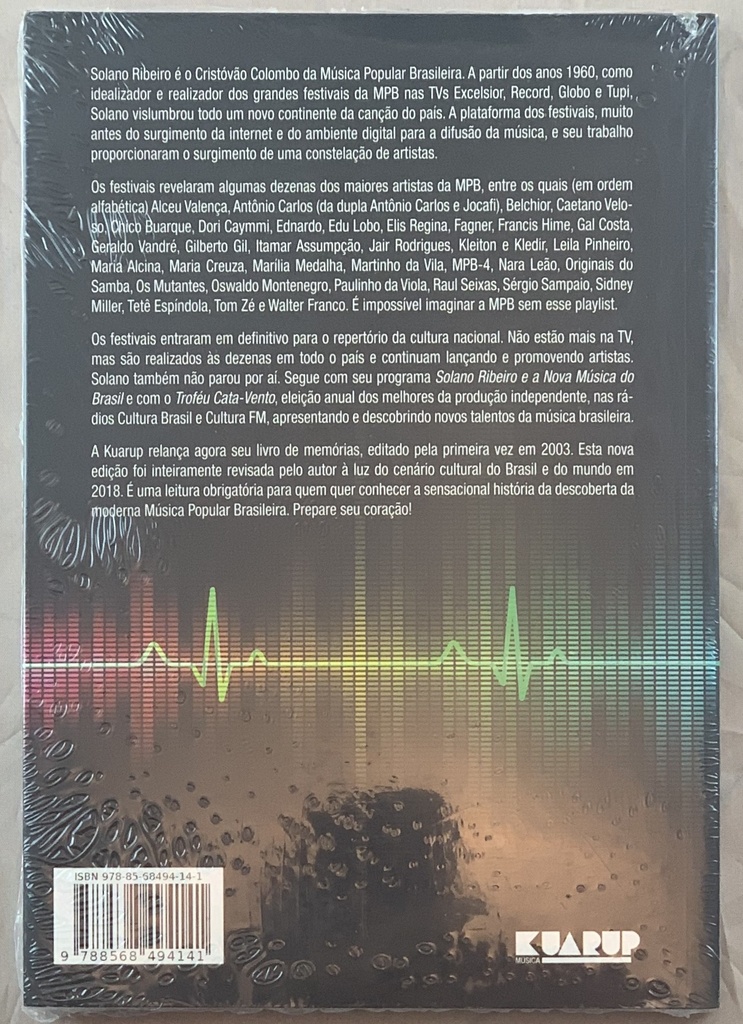 Solano Ribeiro é o Cristóvão Colombo da Música Popular Brasileira. A partir dos anos 1960, como
idealizador e realizador dos grandes festivais da MPB nas TVs Excelsior, Record, Globo e Tupi,
Solano vislumbrou todo um novo continente da canção do país. A plataforma dos festivais, muito
antes do surgimento da internet e do ambiente digital para a difusão da música, e seu trabalho
proporcionaram o surgimento de uma constelação de artistas.
Os festivais revelaram algumas dezenas dos maiores artistas da MPB, entre os quais (em ordem
alfabética) Alceu Valença, Antônio Carlos (da dupla Antônio Carlos e Jocafi), Belchior, Caetano Velo-
so, Chico Buarque, Dori Caymmi, Ednardo, Edu Lobo, Elis Regina, Fagner, Francis Hime, Gal Costa,
Geraldo Vandré, Gilberto Gil, Itamar Assumpção, Jair Rodrigues, Kleiton e Kledir, Leila Pinheiro,
Maria Alcina, Maria Creuza, Marília Medalha, Martinho da Vila, MPB-4, Nara Leão, Originais do
Samba, Os Mutantes, Oswaldo Montenegro, Paulinho da Viola, Raul Seixas, Sérgio Sampaio, Sidney
Miller, Tetê Espíndola, Tom Zé e Walter Franco. É impossível imaginar a MPB sem esse playlist.
Os festivais entraram em definitivo para o repertório da cultura nacional. Não estão mais na TV,
mas são realizados às dezenas em todo o país e continuam lançando e promovendo artistas.
Solano também não parou por aí. Segue com seu programa Solano Ribeiro e a Nova Música do
Brasil e com o Troféu Cata-Vento, eleição anual dos melhores da produção independente, nas rá-
dios Cultura Brasil e Cultura FM, apresentando e descobrindo novos talentos da música brasileira.
A Kuarup relança agora seu livro de memórias, editado pela primeira vez em 2003. Esta nova
edição foi inteiramente revisada pelo autor à luz do cenário cultural do Brasil e do mundo em
2018. É uma leitura obrigatória para quem quer conhecer a sensacional história da descoberta da
moderna Música Popular Brasileira. Prepare seu coração!
ISBN 978-85-68494-14-1
9 788568 494141
KUARUP
MÚSICA